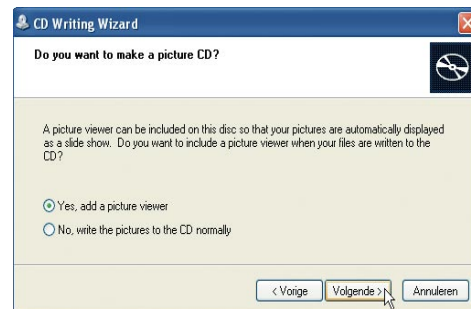 CD Writing Wizard
Do you want to make a picture CD?
A picture viewer can be included on this disc so that your pictures are automatically displayed
as a slide show. Do you want to include a picture viewer when your files are written to the
CD?
Yes, add a picture viewer
No, write the pictures to the CD normally
< Vorige Volgende > Annuleren